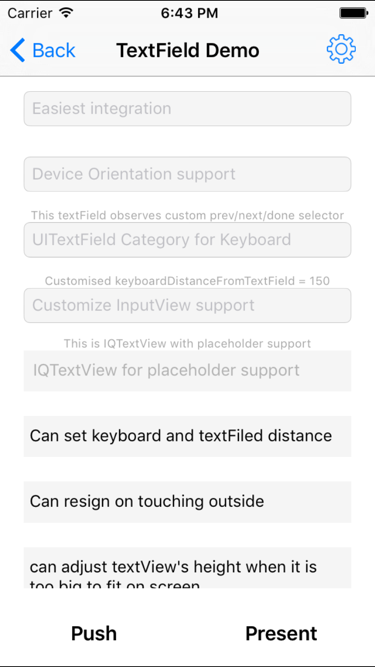 Carrier 6:43 PM
Back TextField Demo
Easiest integration
Device Orientation support
This textField observes custom prev/next/done selector
UITextField Category for Keyboard
Customised keyboardDistanceFromTextField = 150
Customize InputView support
This is IQTextView with placeholder support
IQTextView for placeholder support
Can set keyboard and textFiled distance
Can resign on touching outside
can adjust textView's height when it is
too big to fit on screen
Push Present